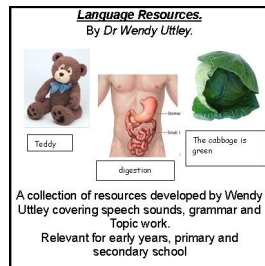 Language Resources.
By Dr Wendy Uttley.
Teddy
digestion
The cabbage is
green
A collection of resources developed by Wendy
Uttley covering speech sounds, grammar and
Topic work.
Relevant for early years, primary and
secondary school